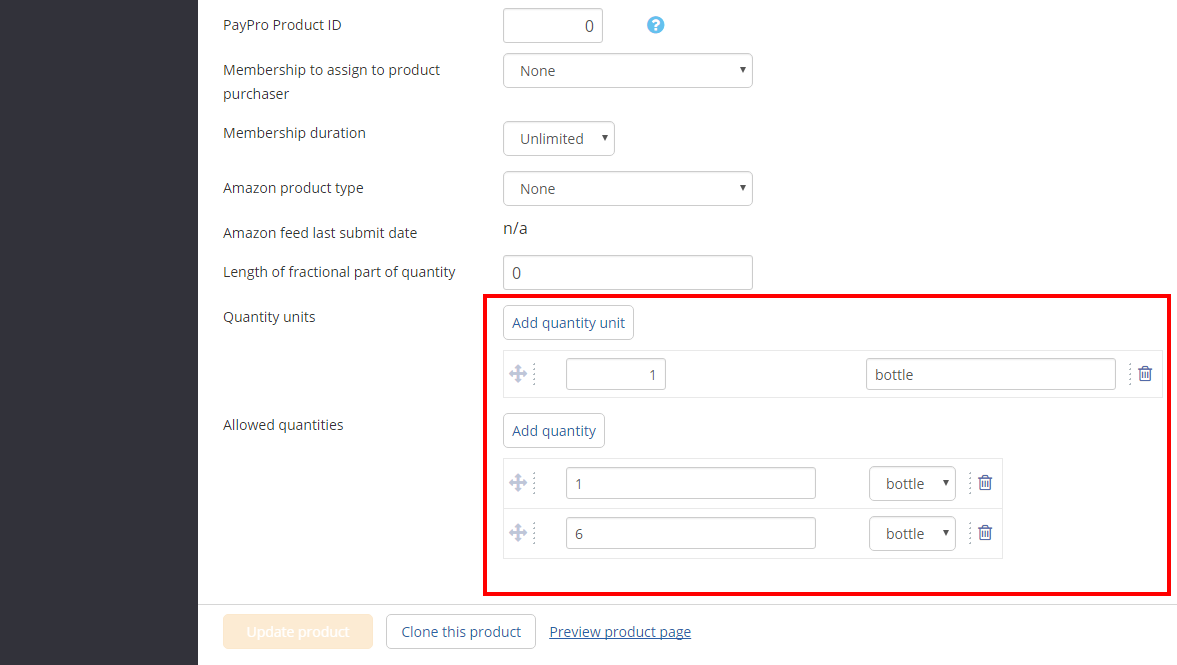 PayPro Product ID
0
?
Membership to assign to product
purchaser
None
Membership duration
Unlimited
Amazon product type
None
Amazon feed last submit date
n/a
Length of fractional part of quantity
0
Quantity units
Add quantity unit
1
bottle
Allowed quantities
Add quantity
1
bottle
6
bottle
Update product
Clone this product
Preview product page